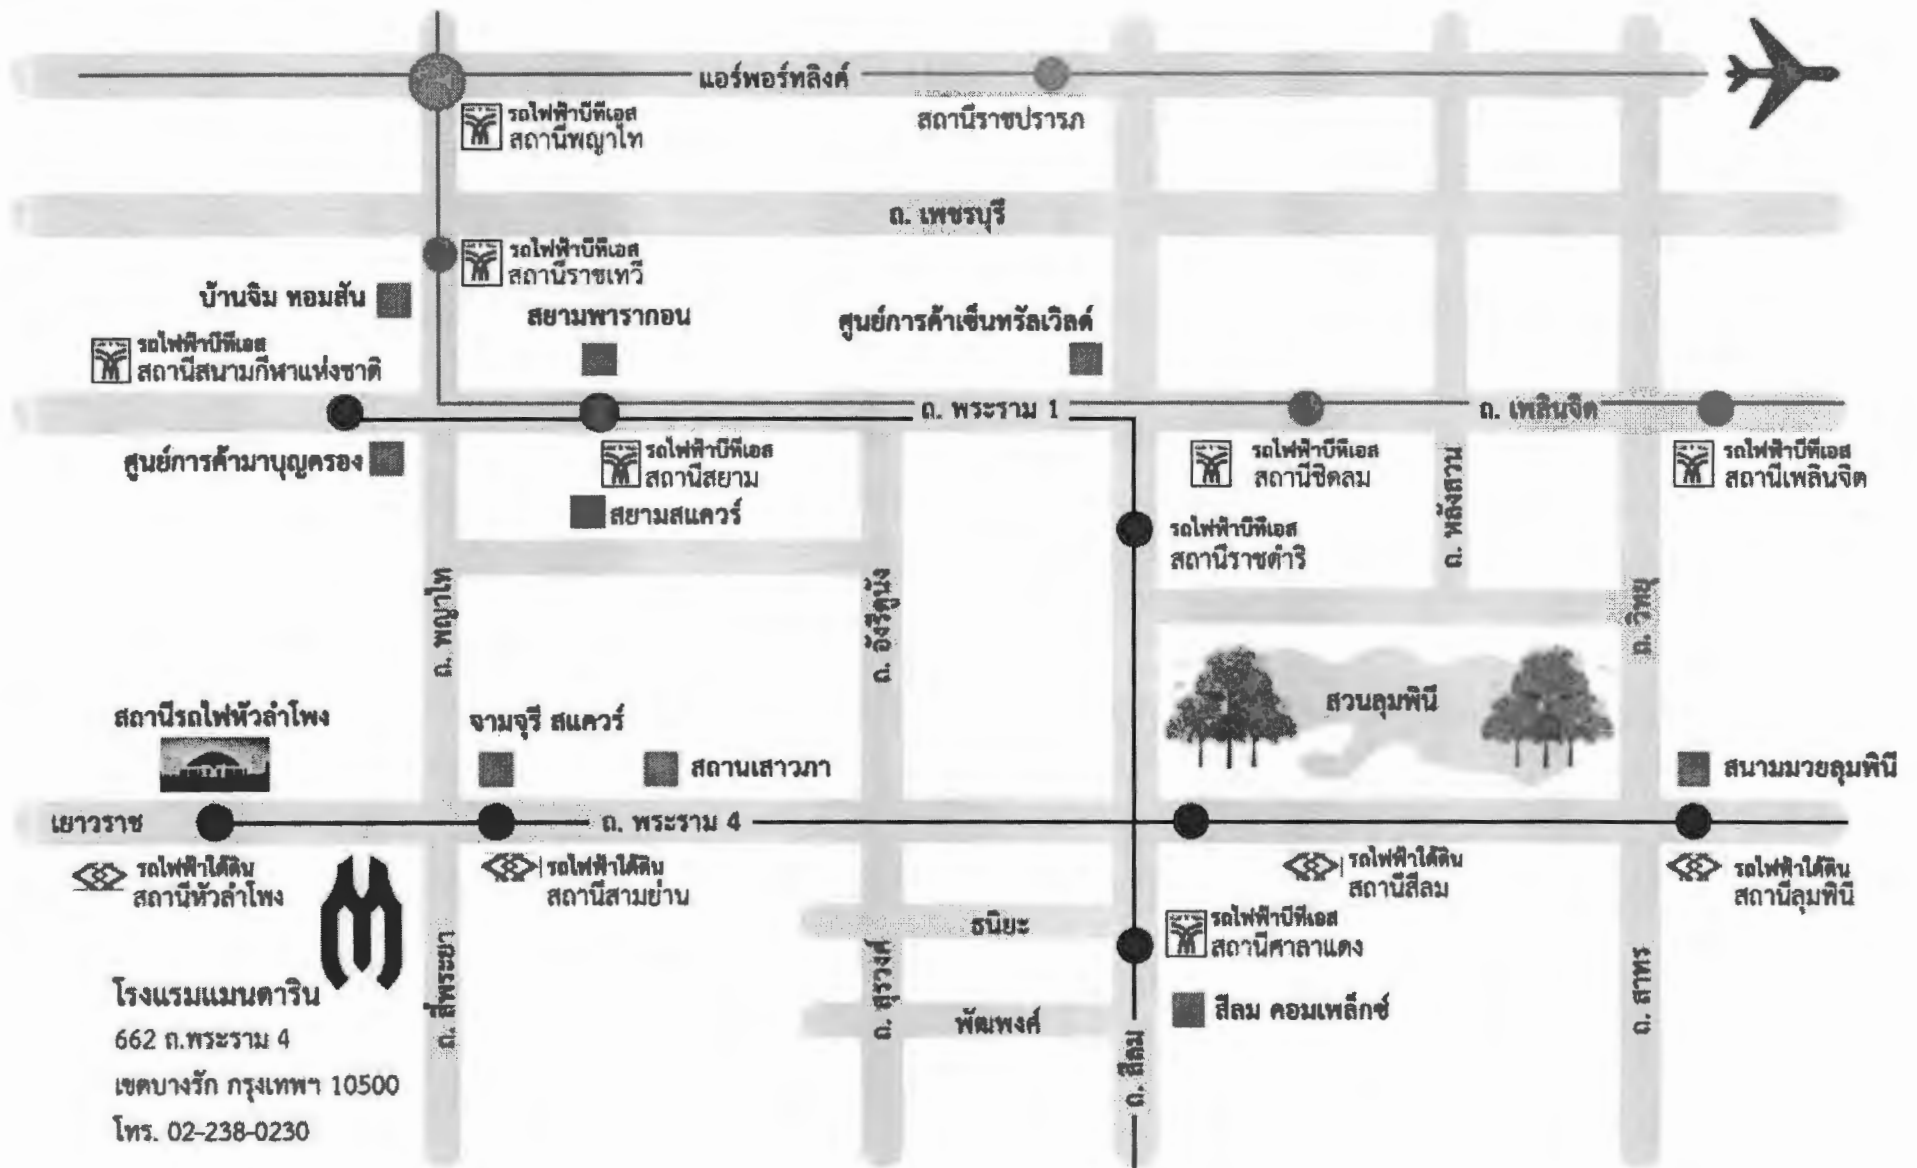 แอร์พอร์ทลิงค์
รถไฟฟ้าบีทีเอส
สถานีพญาไท
สถานีราชปรารภ
ถ. เพชรบุรี
รถไฟฟ้าบีทีเอส
สถานีราชเทวี
บ้านจิม ทอมสัน
สยามพารากอน
ศูนย์การค้าเซ็นทรัลเวิลด์
รถไฟฟ้าบีทีเอส
สถานีสนามกีฬาแห่งชาติ
ถ. พระราม 1
ถ. เพลินจิต
ศูนย์การค้ามาบุญครอง
รถไฟฟ้าบีทีเอส
สถานีสยาม
รถไฟฟ้าบีทีเอส
สถานีชิดลม
รถไฟฟ้าบีทีเอส
สถานีเพลินจิต
สยามสแควร์
ถ. หลังสวน
รถไฟฟ้าบีทีเอส
สถานีราชดำริ
ถ. พญาไท
ถ. อังรีดูนัง
ถ. วิทยุ
สวนลุมพินี
สถานีรถไฟหัวลำโพง
จามจุรี สแควร์
สถานเสาวภา
สนามมวยลุมพินี
เยาวราช
ถ. พระราม 4
รถไฟฟ้าใต้ดิน
สถานีหัวลำโพง
รถไฟฟ้าใต้ดิน
สถานีสามย่าน
รถไฟฟ้าใต้ดิน
สถานีสีลม
รถไฟฟ้าใต้ดิน
สถานีลุมพินี
ธนิยะ
รถไฟฟ้าบีทีเอส
สถานีศาลาแดง
ถ. สี่พระยา
ถ. สุรวงศ์
ถ. สาทร
พัฒพงศ์
สีลม คอมเพล็กซ์
ถ. สีลม
โรงแรมแมนดาริน
662 ถ.พระราม 4
เขตบางรัก กรุงเทพฯ 10500
โทร. 02-238-0230